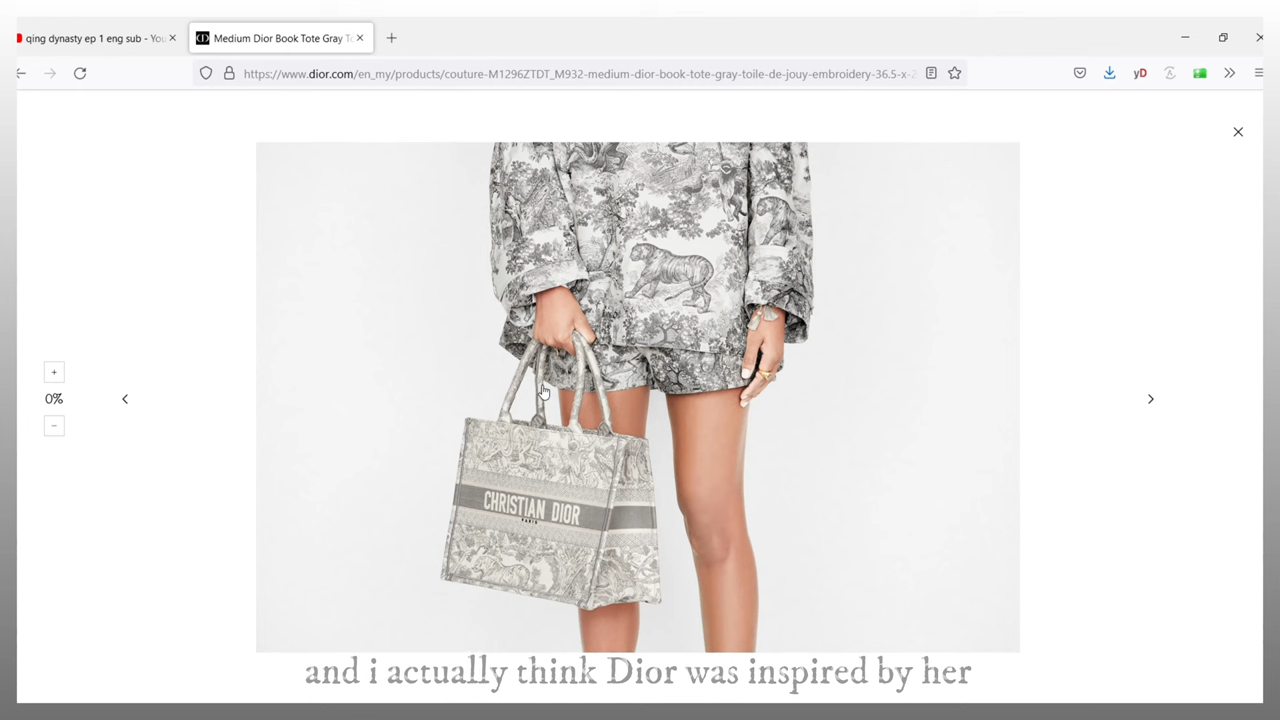 qing dynasty ep 1 eng sub - You
Medium Dior Book Tote Gray To
https://www.dior.com/en_my/products/couture-M1296ZTDT_M932-medium-dior-book-tote-gray-toile-de-jouy-embroidery-36.5-x-2
yD
+
0%
−
CHRISTIAN DIOR
PARIS
and i actually think Dior was inspired by her